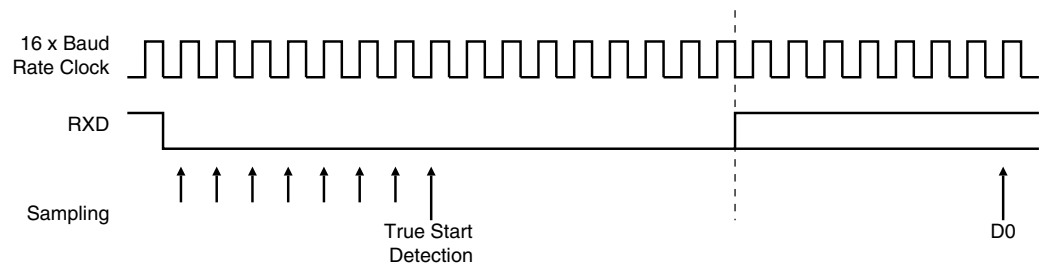 16 x Baud
Rate Clock
RXD
Sampling
True Start
Detection
D0